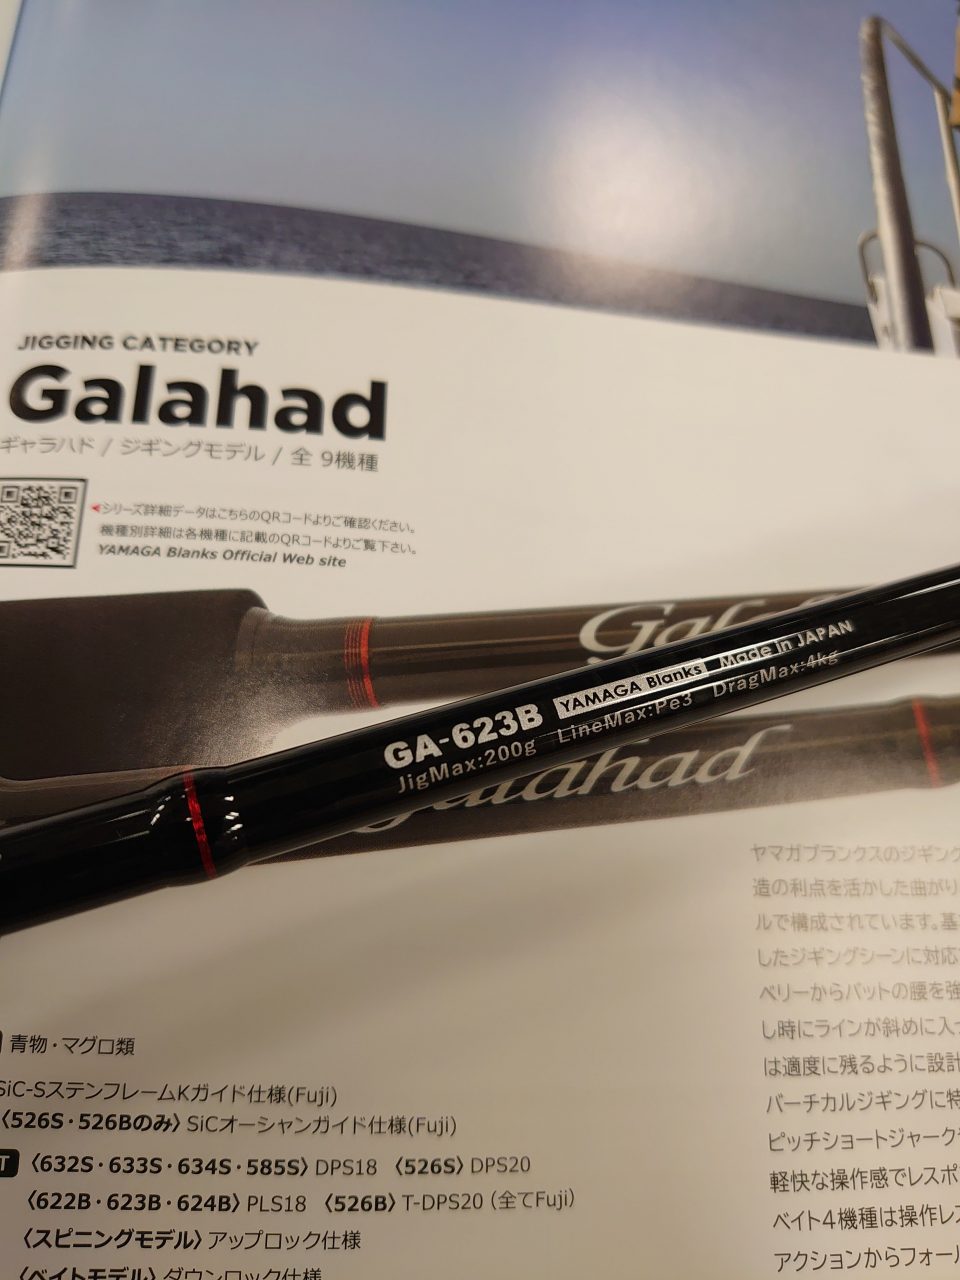 JIGGING CATEGORY
Galahad
ギャラハド / ジギングモデル / 全 9機種
シリーズ詳細データはこちらのQRコードよりご確認ください。
機種別詳細は各機種に記載のQRコードよりご覧下さい。
YAMAGA Blanks Official Web site
Gal
GA-623B YAMAGA Blanks Made in JAPAN
JigMax:200g LineMax:Pe3 DragMax:4kg
Galahad
ヤマガブランクスのジギング
造の利点を活かした曲がり
ルで構成されています。基
したジギングシーンに対応
ベリーからバットの腰を強
し時にラインが斜めに入っ
は適度に残るように設計
バーチカルジギングに特
ピッチショートジャーク
軽快な操作感でレスポ
ベイト4機種は操作レス
アクションからフォール
青物・マグロ類
SiC-SステンフレームKガイド仕様(Fuji)
〈526S・526Bのみ〉SiCオーシャンガイド仕様(Fuji)
T 〈632S・633S・634S・585S〉DPS18 〈526S〉DPS20
〈622B・623B・624B〉PLS18 〈526B〉T-DPS20 (全てFuji)
〈スピニングモデル〉アップロック仕様
〈ベイトモデル〉ダウンロック仕様